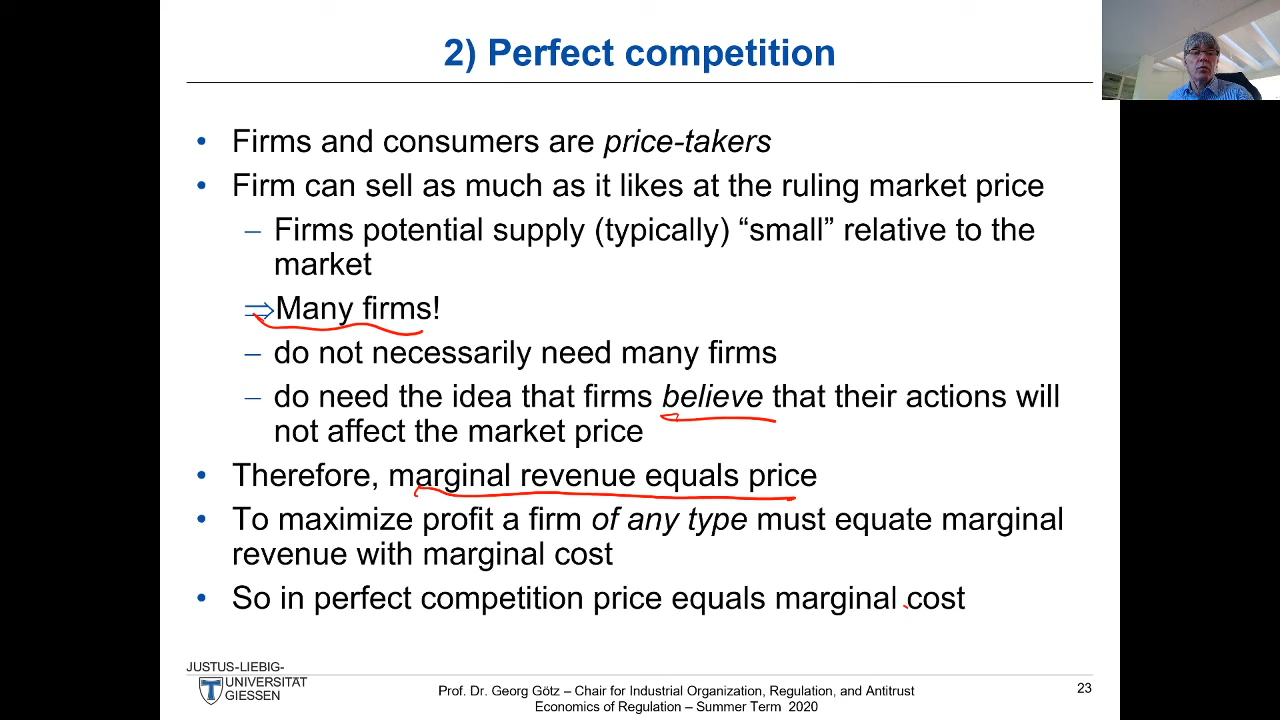 2) Perfect competition
• Firms and consumers are price-takers
• Firm can sell as much as it likes at the ruling market price
– Firms potential supply (typically) “small” relative to the
market
⇒Many firms!
– do not necessarily need many firms
– do need the idea that firms believe that their actions will
not affect the market price
• Therefore, marginal revenue equals price
• To maximize profit a firm of any type must equate marginal
revenue with marginal cost
• So in perfect competition price equals marginal cost
JUSTUS-LIEBIG-
UNIVERSITÄT
GIESSEN
Prof. Dr. Georg Götz – Chair for Industrial Organization, Regulation, and Antitrust
Economics of Regulation – Summer Term 2020
23